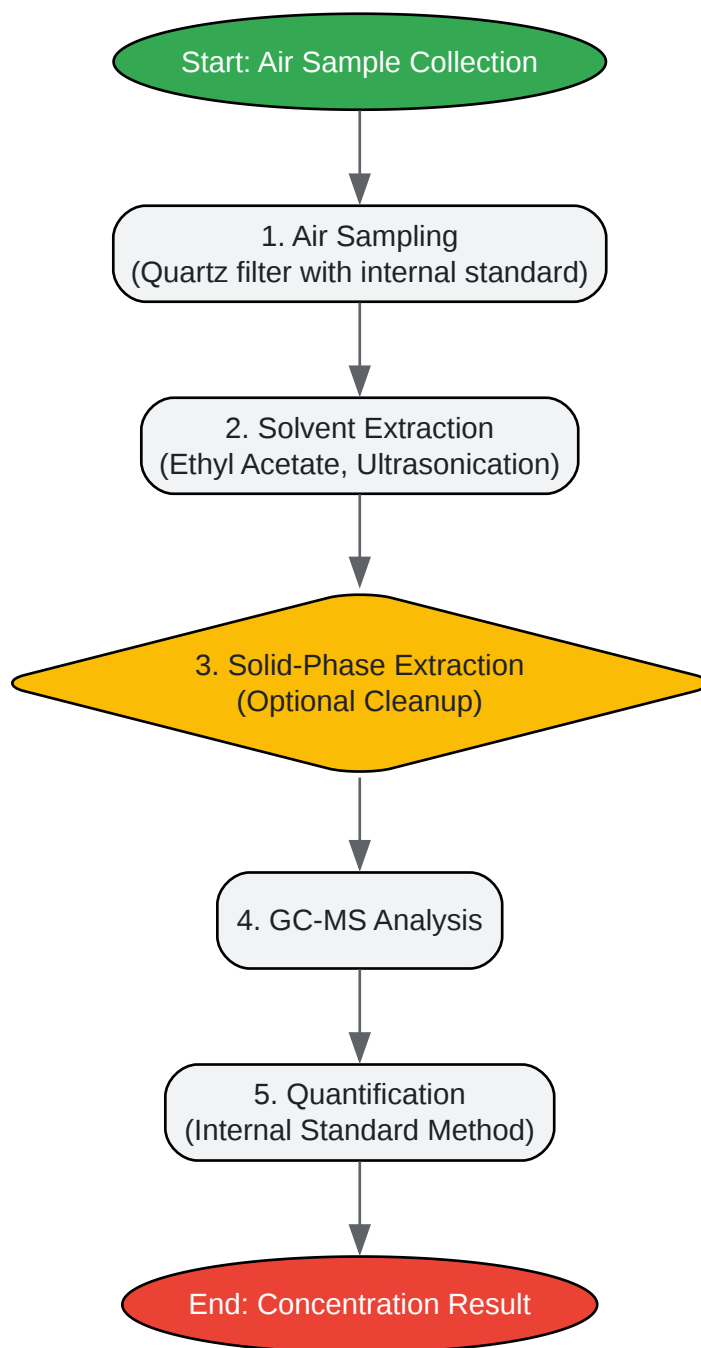 Start: Air Sample Collection
1. Air Sampling
(Quartz filter with internal standard)
2. Solvent Extraction
(Ethyl Acetate, Ultrasonication)
3. Solid-Phase Extraction
(Optional Cleanup)
4. GC-MS Analysis
5. Quantification
(Internal Standard Method)
End: Concentration Result